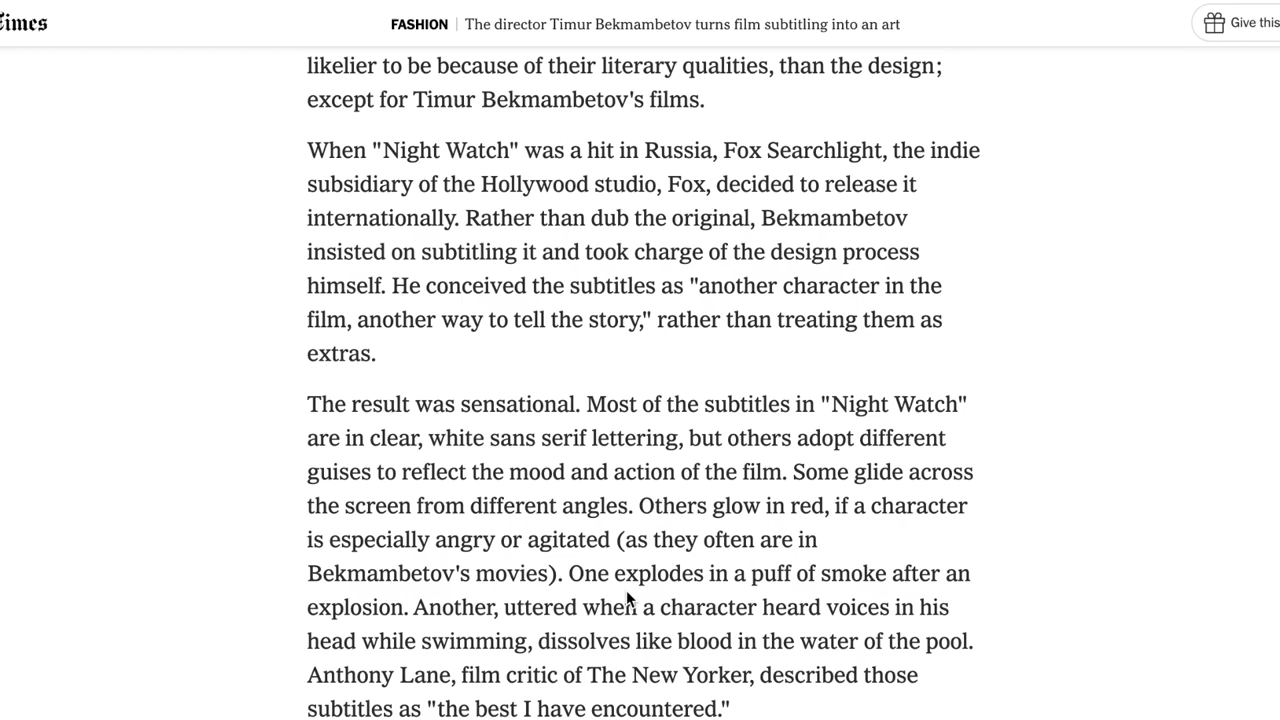 Times
FASHION | The director Timur Bekmambetov turns film subtitling into an art
Give this
likelier to be because of their literary qualities, than the design;
except for Timur Bekmambetov's films.
When "Night Watch" was a hit in Russia, Fox Searchlight, the indie
subsidiary of the Hollywood studio, Fox, decided to release it
internationally. Rather than dub the original, Bekmambetov
insisted on subtitling it and took charge of the design process
himself. He conceived the subtitles as "another character in the
film, another way to tell the story," rather than treating them as
extras.
The result was sensational. Most of the subtitles in "Night Watch"
are in clear, white sans serif lettering, but others adopt different
guises to reflect the mood and action of the film. Some glide across
the screen from different angles. Others glow in red, if a character
is especially angry or agitated (as they often are in
Bekmambetov's movies). One explodes in a puff of smoke after an
explosion. Another, uttered when a character heard voices in his
head while swimming, dissolves like blood in the water of the pool.
Anthony Lane, film critic of The New Yorker, described those
subtitles as "the best I have encountered."